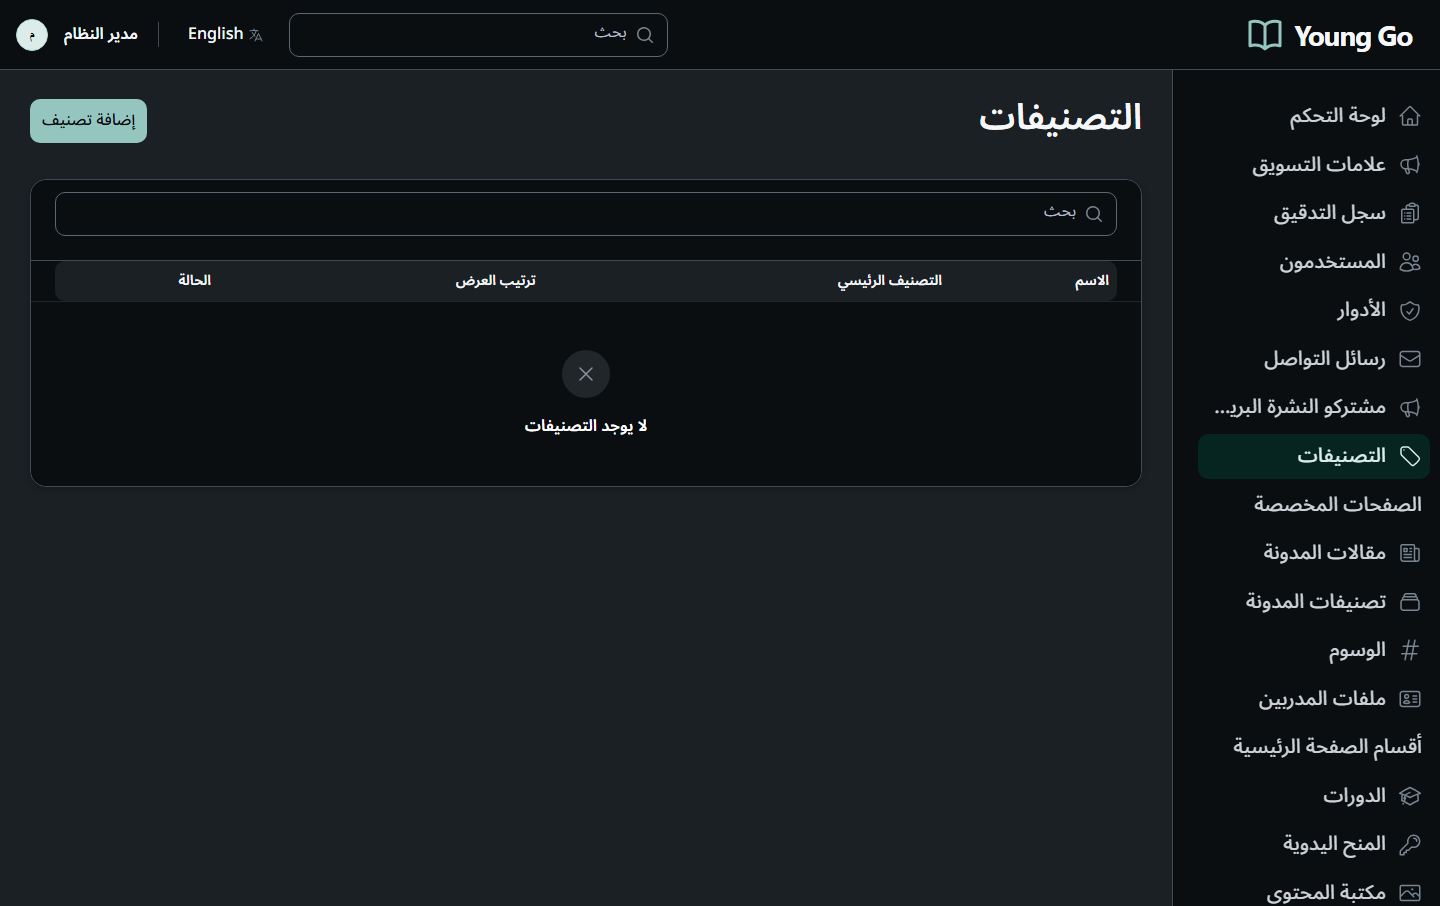 Young Go
بحث
English
مدير النظام
م
لوحة التحكم
علامات التسويق
سجل التدقيق
المستخدمون
الأدوار
رسائل التواصل
مشتركو النشرة البريـ...
التصنيفات
الصفحات المخصصة
مقالات المدونة
تصنيفات المدونة
الوسوم
ملفات المدربين
أقسام الصفحة الرئيسية
الدورات
المنح اليدوية
مكتبة المحتوى
التصنيفات
إضافة تصنيف
بحث
الاسم التصنيف الرئيسي ترتيب العرض الحالة
لا يوجد التصنيفات